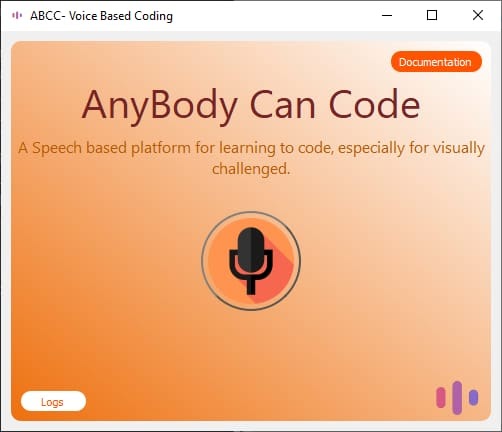 ABCC- Voice Based Coding
Documentation
AnyBody Can Code
A Speech based platform for learning to code, especially for visually
challenged.
Logs